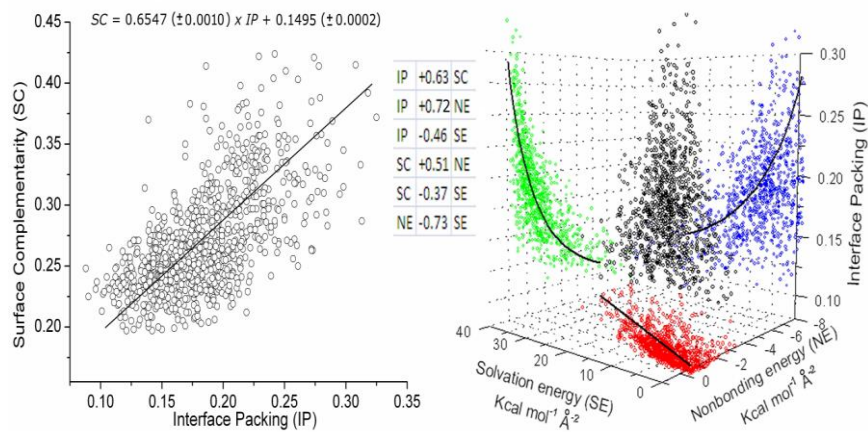 SC = 0.6547 (±0.0010) x IP + 0.1495 (±0.0002)
Surface Complementarity (SC)
0.45
0.40
0.35
0.30
0.25
0.20
0.10 0.15 0.20 0.25 0.30 0.35
Interface Packing (IP)
IP +0.63 SC
IP +0.72 NE
IP -0.46 SE
SC +0.51 NE
SC -0.37 SE
NE -0.73 SE
0.30
0.25
0.20
0.15
0.10
Interface Packing (IP)
40 30 20 10 0
Solvation energy (SE)
Kcal mol⁻¹ Å⁻²
0 -2 -4 -6 -8
Nonbonding energy (NE)
Kcal mol⁻¹ Å⁻²